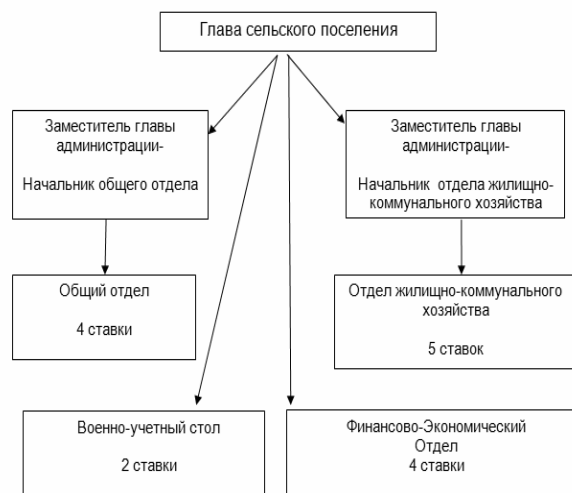 Глава сельского поселения
Заместитель главы
администрации-
Начальник общего отдела
Заместитель главы
администрации-
Начальник отдела жилищно-
коммунального хозяйства
Общий отдел
4 ставки
Отдел жилищно-коммунального
хозяйства
5 ставок
Военно-учетный стол
2 ставки
Финансово-Экономический
Отдел
4 ставки